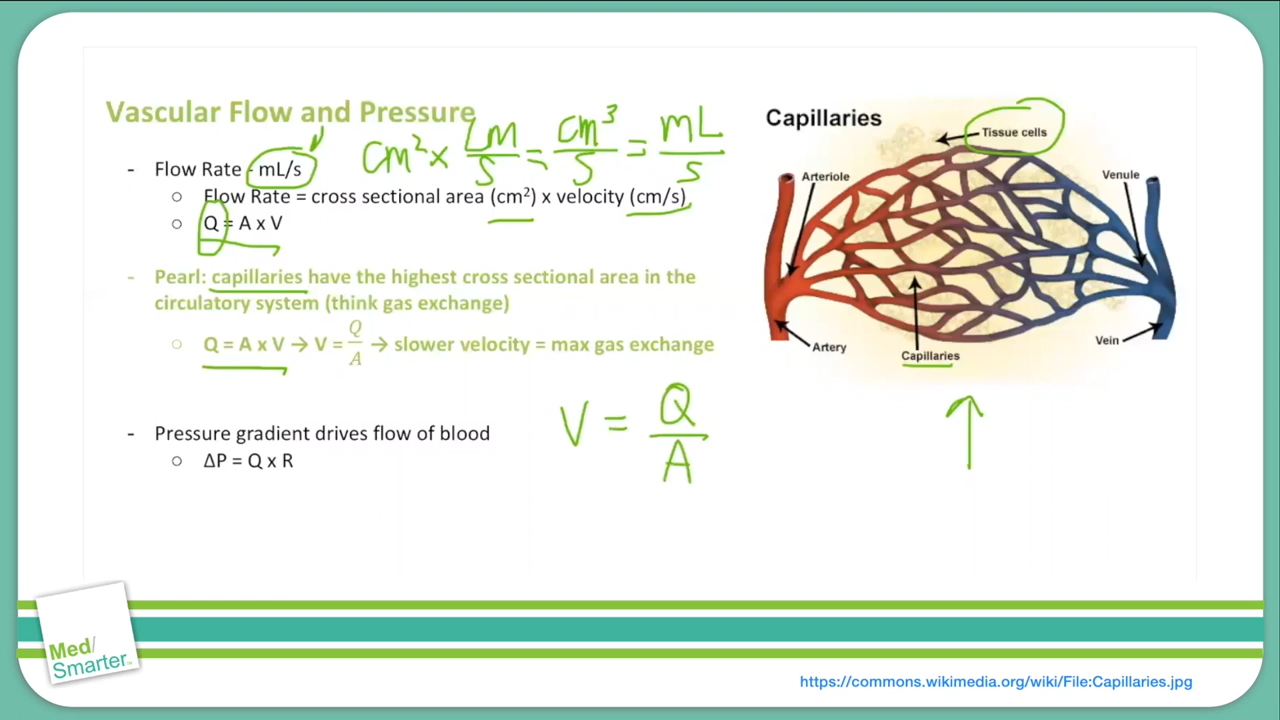 Vascular Flow and Pressure
cm² x cm/s = cm³/s = mL/s
- Flow Rate - mL/s
○ Flow Rate = cross sectional area (cm²) x velocity (cm/s)
○ Q = A x V
- Pearl: capillaries have the highest cross sectional area in the
circulatory system (think gas exchange)
○ Q = A x V → V = Q/A → slower velocity = max gas exchange
V = Q/A
- Pressure gradient drives flow of blood
○ ΔP = Q x R
Capillaries
Tissue cells
Arteriole
Venule
Artery
Capillaries
Vein
↑
Med/
Smarter™
https://commons.wikimedia.org/wiki/File:Capillaries.jpg